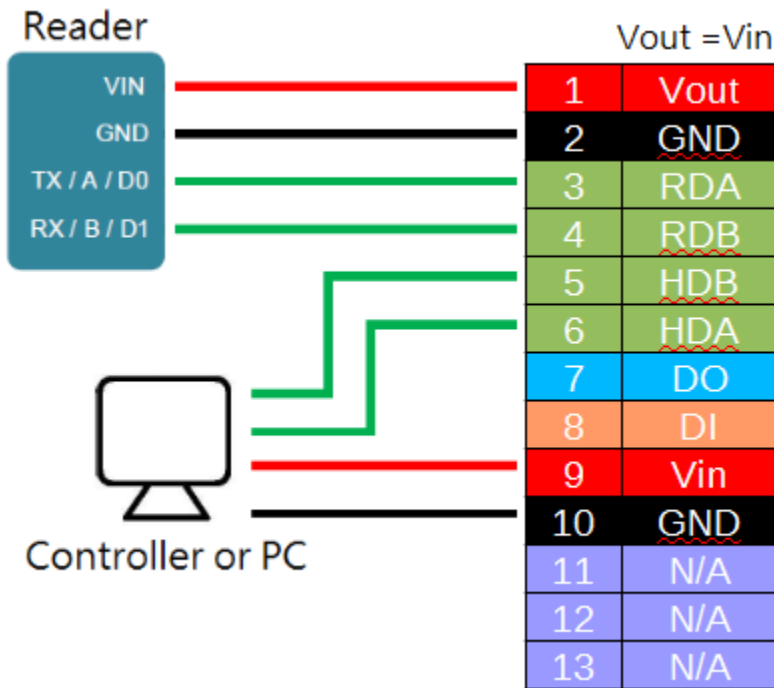 Reader
VIN
GND
TX / A / D0
RX / B / D1
Controller or PC
Vout =Vin
1 Vout
2 GND
3 RDA
4 RDB
5 HDB
6 HDA
7 DO
8 DI
9 Vin
10 GND
11 N/A
12 N/A
13 N/A